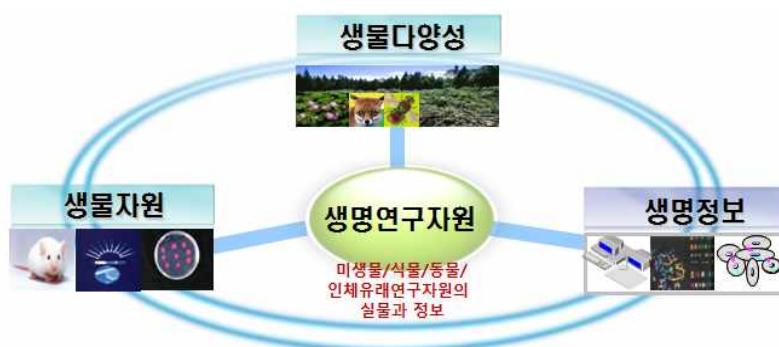 생물다양성
생물자원
생명연구자원
생명정보
미생물/식물/동물/
인체유래연구자원의
실물과 정보